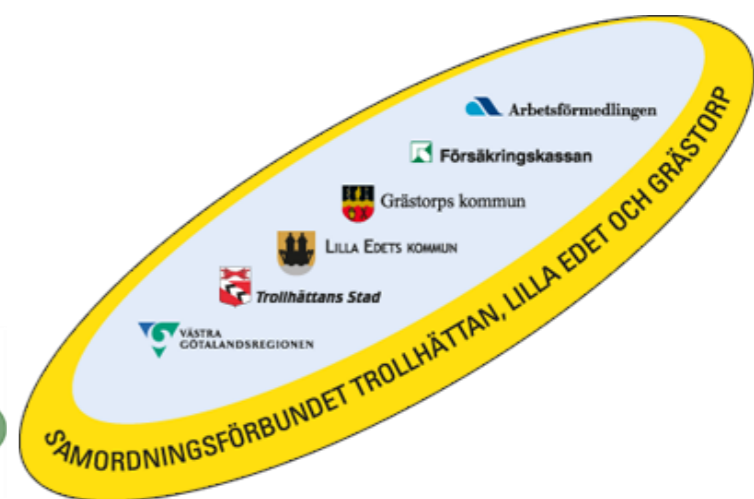 Arbetsförmedlingen
Försäkringskassan
Grästorps kommun
LILLA EDETS KOMMUN
Trollhättans Stad
VÄSTRA
GÖTALANDSREGIONEN
SAMORDNINGSFÖRBUNDET TROLLHÄTTAN, LILLA EDET OCH GRÄSTORP